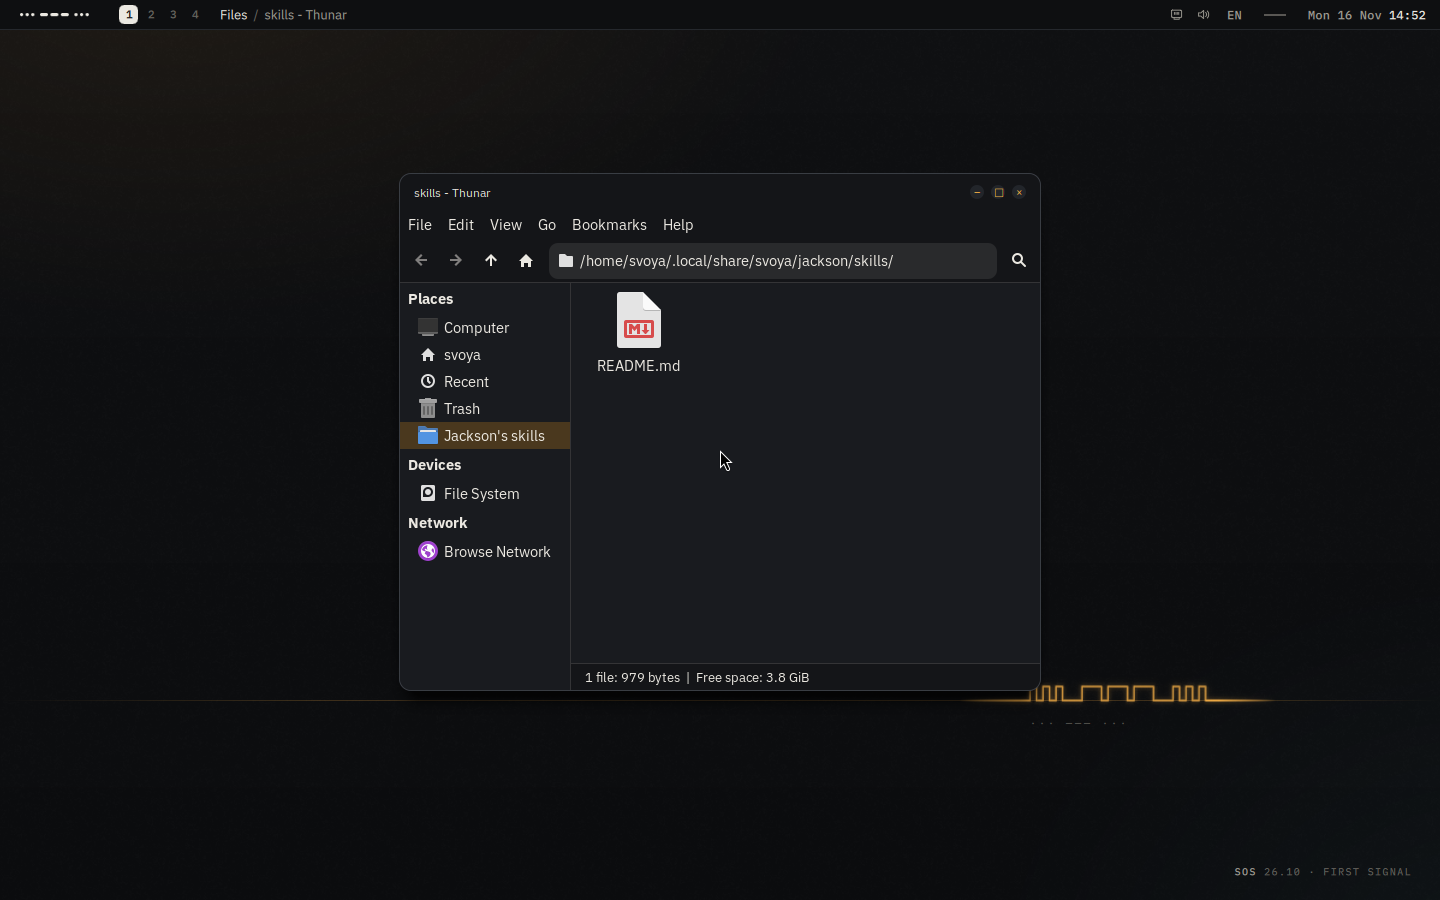 1 2 3 4 Files / skills - Thunar EN Mon 16 Nov 14:52
skills - Thunar
File Edit View Go Bookmarks Help
/home/svoya/.local/share/svoya/jackson/skills/
Places
Computer
svoya
Recent
Trash
Jackson's skills
Devices
File System
Network
Browse Network
M
README.md
1 file: 979 bytes | Free space: 3.8 GiB
SOS 26.10 · FIRST SIGNAL